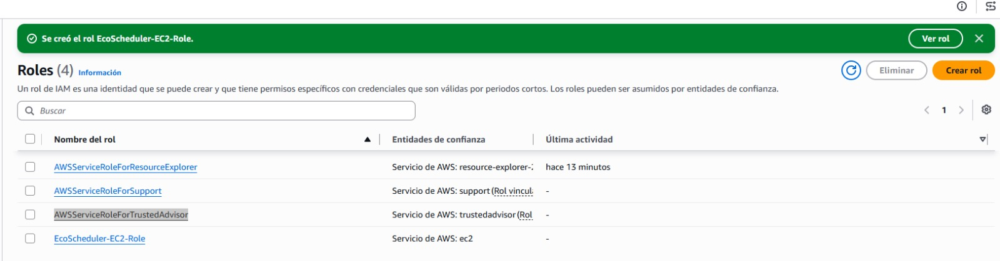 Se creó el rol EcoScheduler-EC2-Role.
Ver rol
Roles (4) Información
Eliminar
Crear rol
Un rol de IAM es una identidad que se puede crear y que tiene permisos específicos con credenciales que son válidas por periodos cortos. Los roles pueden ser asumidos por entidades de confianza.
Buscar
1
Nombre del rol Entidades de confianza Última actividad
AWSServiceRoleForResourceExplorer Servicio de AWS: resource-explorer-2 hace 13 minutos
AWSServiceRoleForSupport Servicio de AWS: support (Rol vincula -
AWSServiceRoleForTrustedAdvisor Servicio de AWS: trustedadvisor (Rol -
EcoScheduler-EC2-Role Servicio de AWS: ec2 -